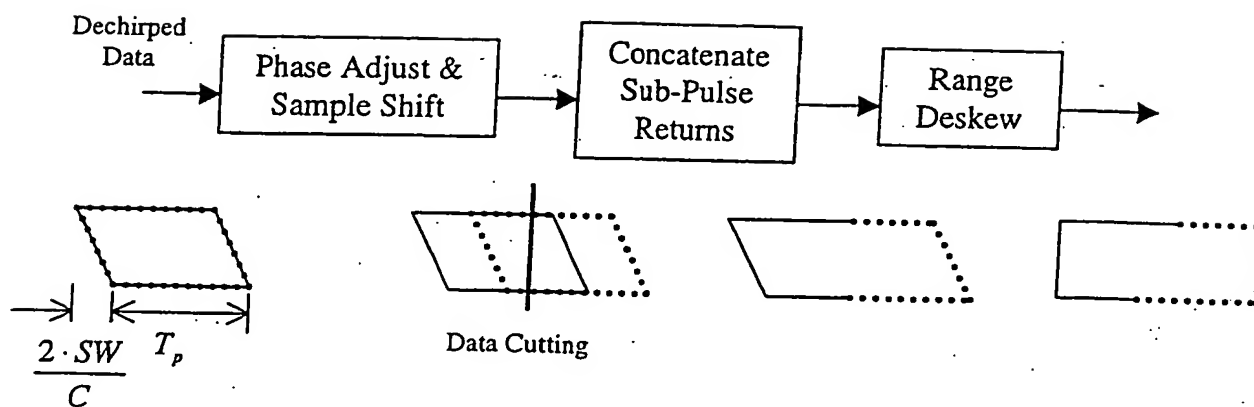 Dechirped
Data
Phase Adjust &
Sample Shift
Concatenate
Sub-Pulse
Returns
Range
Deskew
2 · SW
C
T_p
Data Cutting